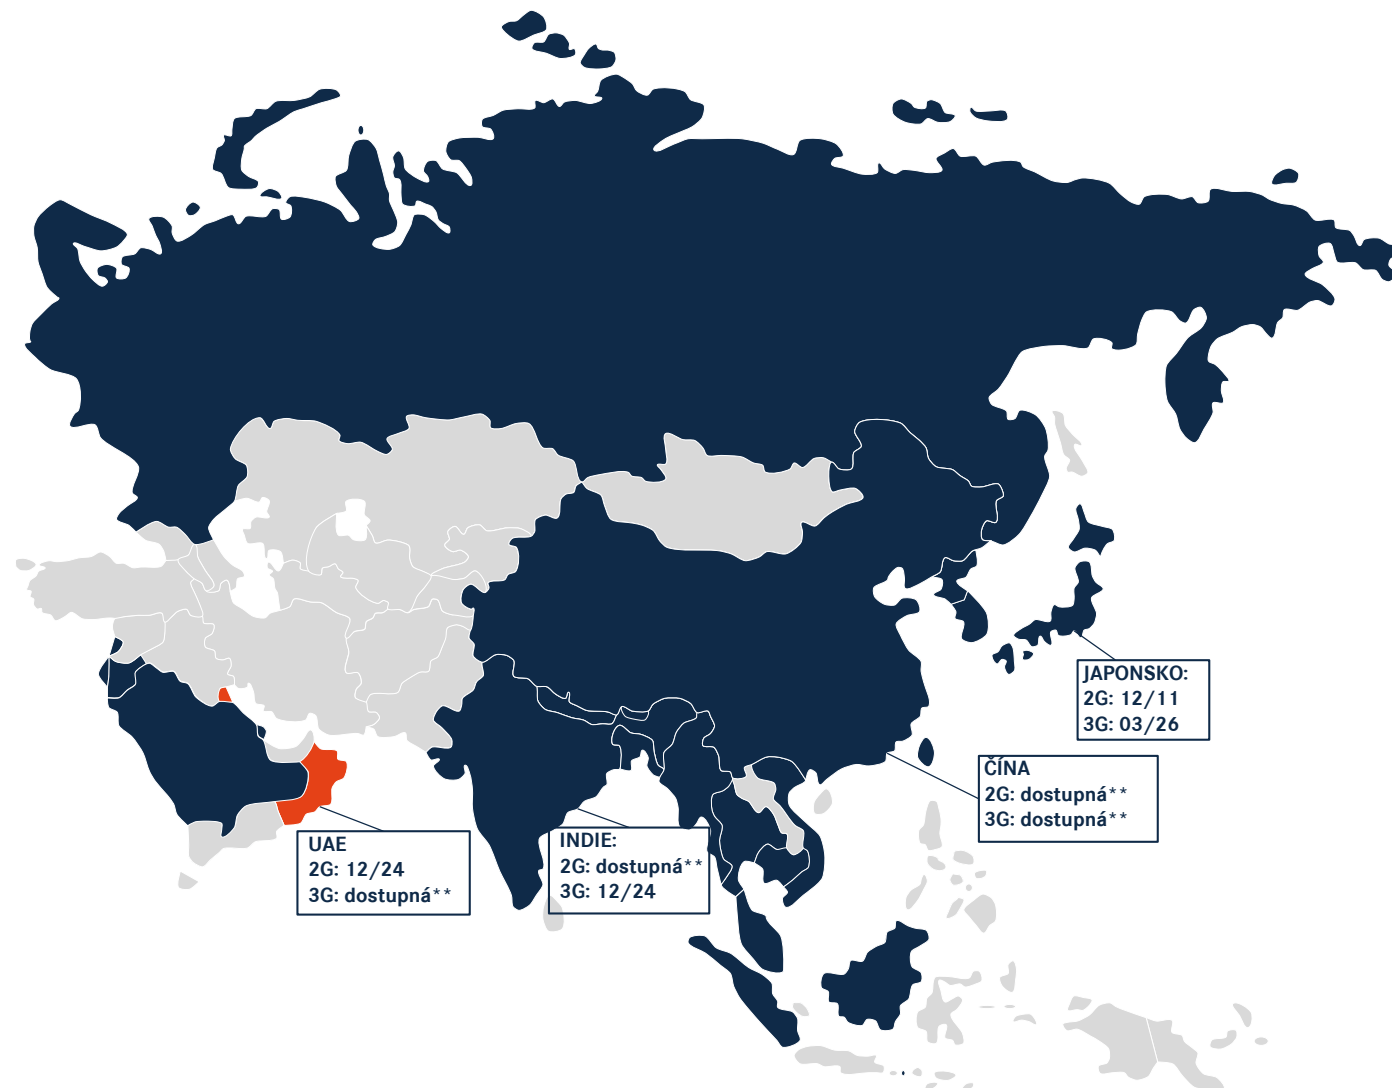 JAPONSKO:
2G: 12/11
3G: 03/26
ČÍNA
2G: dostupná**
3G: dostupná**
UAE
2G: 12/24
3G: dostupná**
INDIE:
2G: dostupná**
3G: 12/24